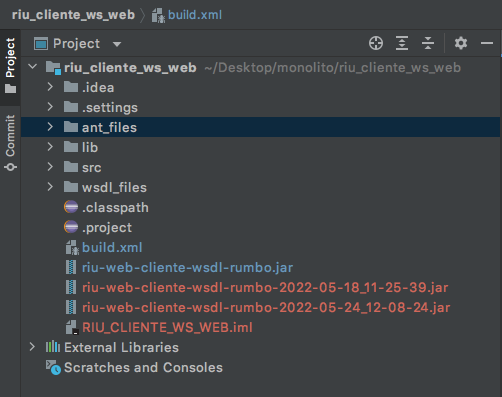 riu_cliente_ws_web build.xml
Project
Project
Commit
riu_cliente_ws_web ~/Desktop/monolito/riu_cliente_ws_web
.idea
.settings
ant_files
lib
src
wsdl_files
.classpath
.project
build.xml
riu-web-cliente-wsdl-rumbo.jar
riu-web-cliente-wsdl-rumbo-2022-05-18_11-25-39.jar
riu-web-cliente-wsdl-rumbo-2022-05-24_12-08-24.jar
RIU_CLIENTE_WS_WEB.iml
External Libraries
Scratches and Consoles